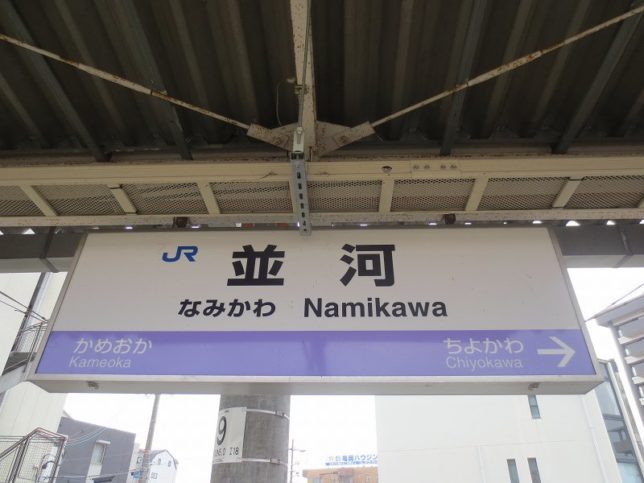 JR 並河
なみかわ Namikawa
かめおか ちよかわ
Kameoka Chiyokawa
9